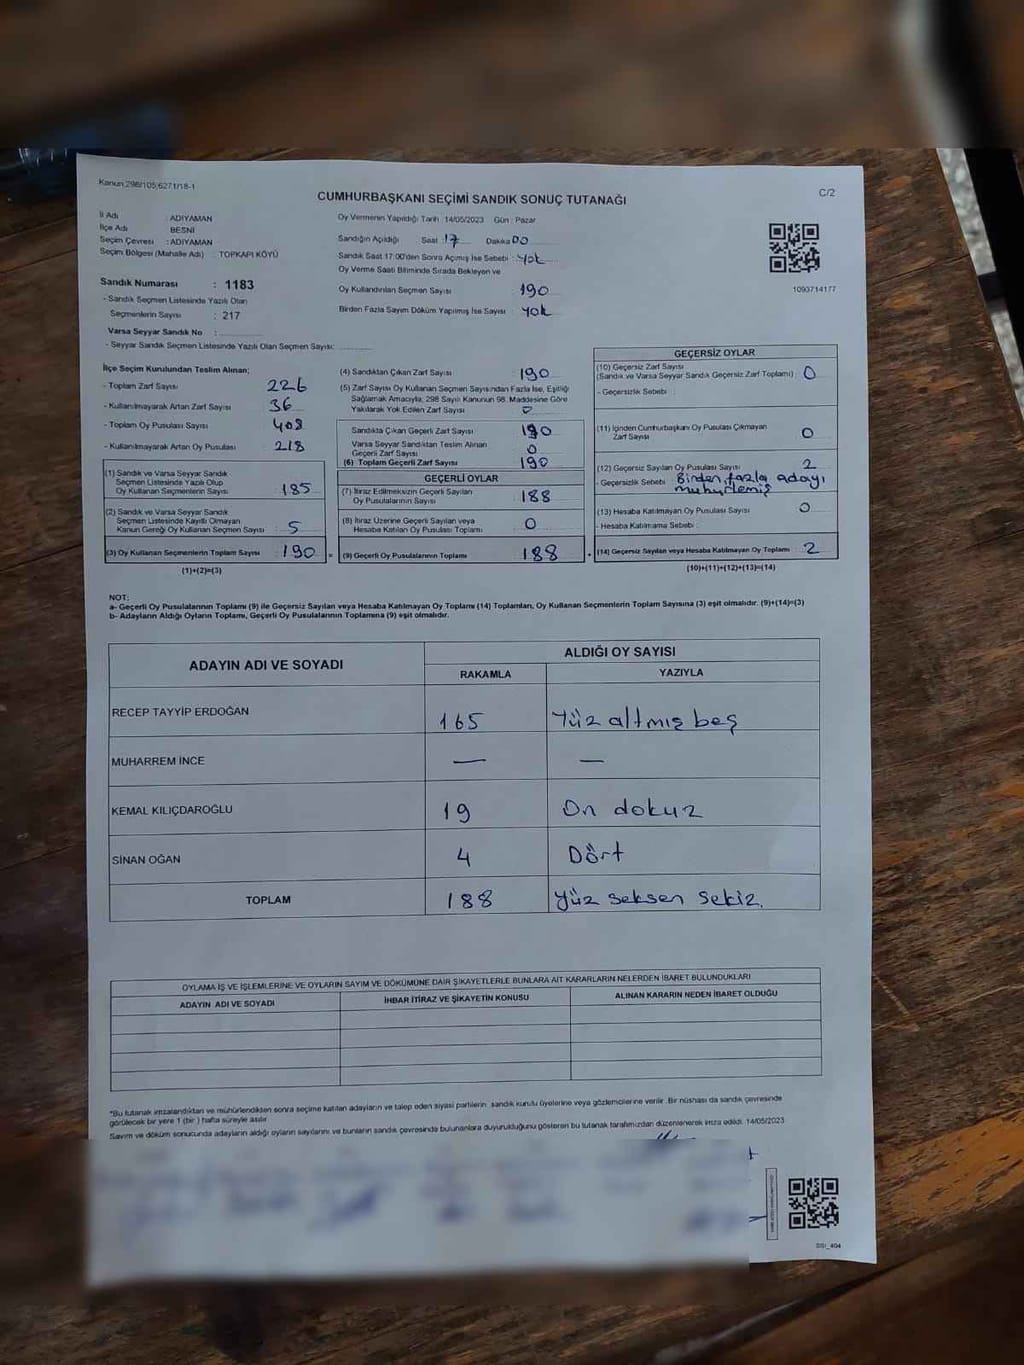 Kanun:298/105;6271/18-1
C/2
CUMHURBAŞKANI SEÇİMİ SANDIK SONUÇ TUTANAĞI
İl Adı : ADIYAMAN
İlçe Adı BESNİ
Seçim Çevresi : ADIYAMAN
Seçim Bölgesi (Mahalle Adı) : TOPKAPI KÖYÜ
Sandık Numarası : 1183
- Sandık Seçmen Listesinde Yazılı Olan
Seçmenlerin Sayısı : 217
Varsa Seyyar Sandık No :
- Seyyar Sandık Seçmen Listesinde Yazılı Olan Seçmen Sayısı:
Oy Vermenin Yapıldığı Tarih :14/05/2023 Gün : Pazar
Sandığın Açıldığı Saat 17 Dakika 00
Sandık Saat 17:00'den Sonra Açımış İse Sebebi : Yok
Oy Verme Saati Bitiminde Sırada Bekleyen ve
Oy Kullandırılan Seçmen Sayısı 190
Birden Fazla Sayım Döküm Yapılmış İse Sayısı Yok
1093714177
İlçe Seçim Kurulundan Teslim Alınan;
- Toplam Zarf Sayısı 226
- Kullanılmayarak Artan Zarf Sayısı 36
- Toplam Oy Pusulası Sayısı 408
- Kullanılmayarak Artan Oy Pusulası 218
(1) Sandık ve Varsa Seyyar Sandık
Seçmen Listesinde Yazılı Olup
Oy Kullanan Seçmenlerin Sayısı 185
(2) Sandık ve Varsa Seyyar Sandık
Seçmen Listesinde Kayıtlı Olmayan
Kanun Gereği Oy Kullanan Seçmen Sayısı 5
(3) Oy Kullanan Seçmenlerin Toplam Sayısı 190 =
(1)+(2)=(3)
(4) Sandıktan Çıkan Zarf Sayısı 190
(5) Zarf Sayısı Oy Kullanan Seçmen Sayısından Fazla İse, Eşitliği
Sağlamak Amacıyla, 298 Sayılı Kanunun 98. Maddesine Göre
Yakılarak Yok Edilen Zarf Sayısı 0
Sandıkta Çıkan Geçerli Zarf Sayısı 190
Varsa Seyyar Sandıktan Teslim Alınan
Geçerli Zarf Sayısı 0
(6) Toplam Geçerli Zarf Sayısı 190
GEÇERLİ OYLAR
(7) İtiraz Edilmeksizin Geçerli Sayılan
Oy Pusulalarının Sayısı 188
(8) İtiraz Üzerine Geçerli Sayılan veya
Hesaba Katılan Oy Pusulası Toplamı 0
(9) Geçerli Oy Pusulalarının Toplamı 188 +
GEÇERSİZ OYLAR
(10) Geçersiz Zarf Sayısı
(Sandık ve Varsa Seyyar Sandık Geçersiz Zarf Toplamı) : 0
- Geçersizlik Sebebi :
(11) İçinden Cumhurbaşkanı Oy Pusulası Çıkmayan
Zarf Sayısı 0
(12) Geçersiz Sayılan Oy Pusulası Sayısı 2
- Geçersizlik Sebebi : Birden fazla adayı
mühürlemiş
(13) Hesaba Katılmayan Oy Pusulası Sayısı 0
- Hesaba Katılmama Sebebi :
(14) Geçersiz Sayılan veya Hesaba Katılmayan Oy Toplamı 2
(10)+(11)+(12)+(13)=(14)
NOT:
a- Geçerli Oy Pusulalarının Toplamı (9) ile Geçersiz Sayılan veya Hesaba Katılmayan Oy Toplamı (14) Toplamları, Oy Kullanan Seçmenlerin Toplam Sayısına (3) eşit olmalıdır. (9)+(14)=(3)
b- Adayların Aldığı Oyların Toplamı, Geçerli Oy Pusulalarının Toplamına (9) eşit olmalıdır.
ADAYIN ADI VE SOYADI ALDIĞI OY SAYISI
RAKAMLA YAZIYLA
RECEP TAYYİP ERDOĞAN 165 Yüz altmış beş
MUHARREM İNCE — —
KEMAL KILIÇDAROĞLU 19 On dokuz
SİNAN OĞAN 4 Dört
TOPLAM 188 Yüz seksen sekiz.
OYLAMA İŞ VE İŞLEMLERİNE VE OYLARIN SAYIM VE DÖKÜMÜNE DAİR ŞİKAYETLERLE BUNLARA AİT KARARLARIN NELERDEN İBARET BULUNDUKLARI
ADAYIN ADI VE SOYADI İHBAR İTİRAZ VE ŞİKAYETİN KONUSU ALINAN KARARIN NEDEN İBARET OLDUĞU
*Bu tutanak imzalandıktan ve mühürlendikten sonra seçime katılan adayların ve talep eden siyasi partilerin sandık kurulu üyelerine veya gözlemcilerine verilir. Bir nüshası da sandık çevresinde
görülecek bir yere 1 (bir) hafta süreyle asılır.
Sayım ve döküm sonucunda adayların aldığı oyların sayılarını ve bunların sandık çevresinde bulunanlara duyurulduğunu gösteren bu tutanak tarafımızdan düzenlenerek imza edildi. 14/05/2023
SSI_404